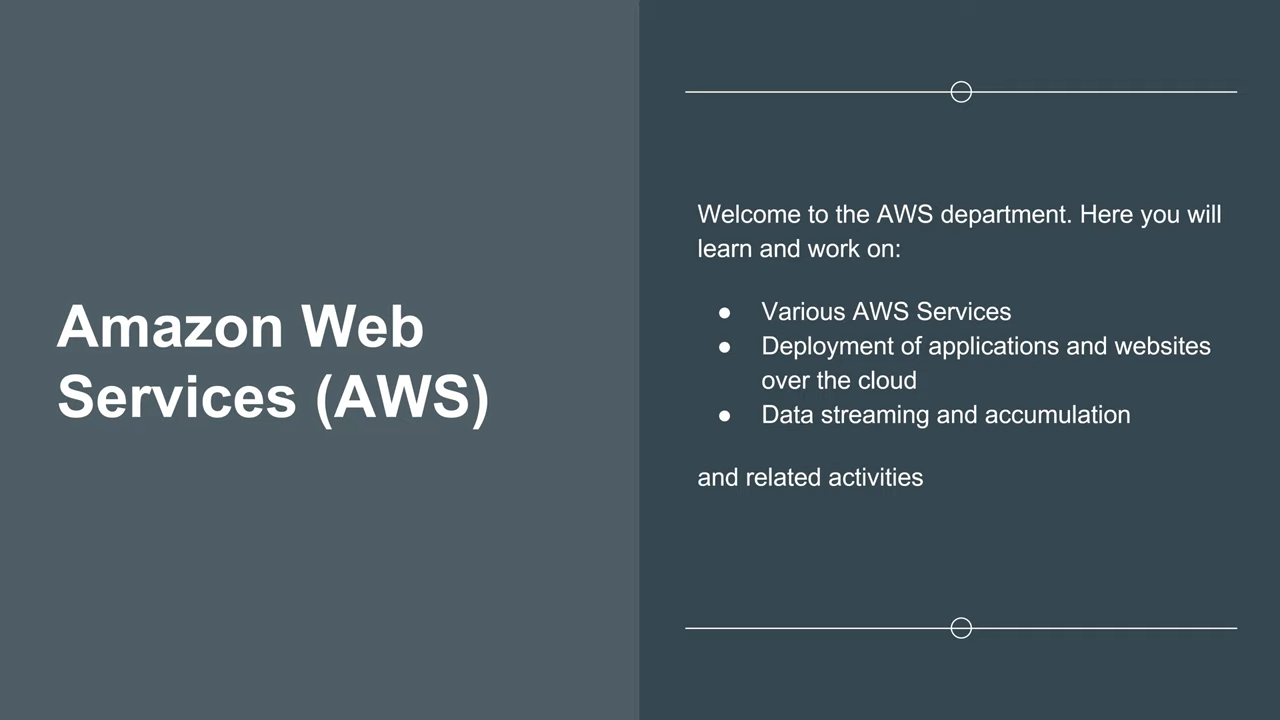 Amazon Web
Services (AWS)
Welcome to the AWS department. Here you will
learn and work on:
● Various AWS Services
● Deployment of applications and websites
over the cloud
● Data streaming and accumulation
and related activities